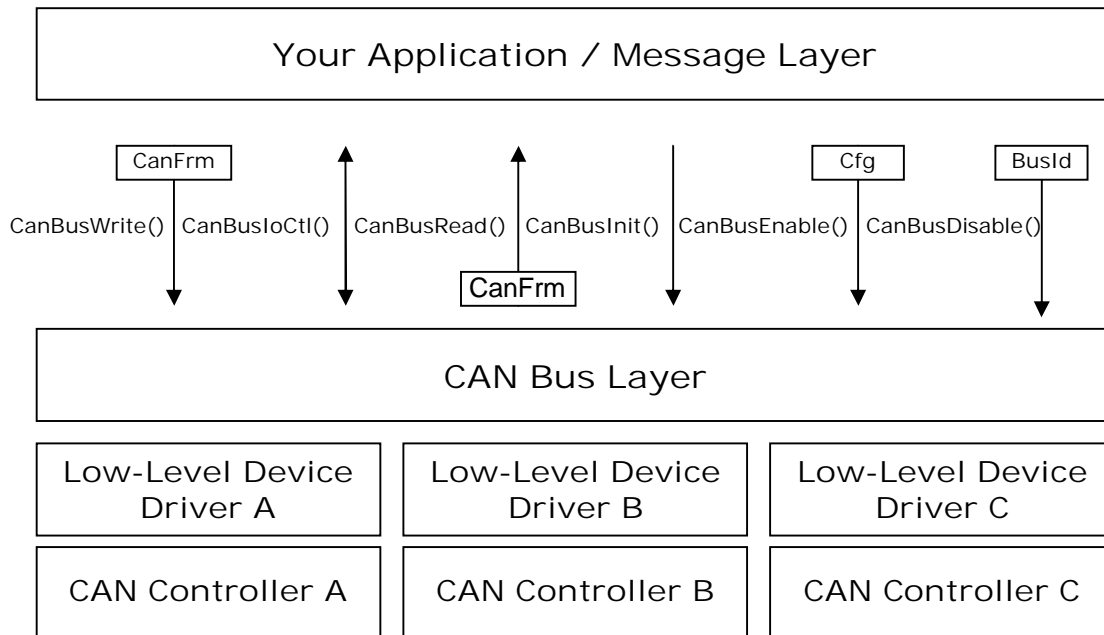 Your Application / Message Layer
CanFrm
Cfg
BusId
CanBusWrite()
CanBusIoCtl()
CanBusRead()
CanBusInit()
CanBusEnable()
CanBusDisable()
CanFrm
CAN Bus Layer
Low-Level Device
Driver A
Low-Level Device
Driver B
Low-Level Device
Driver C
CAN Controller A
CAN Controller B
CAN Controller C